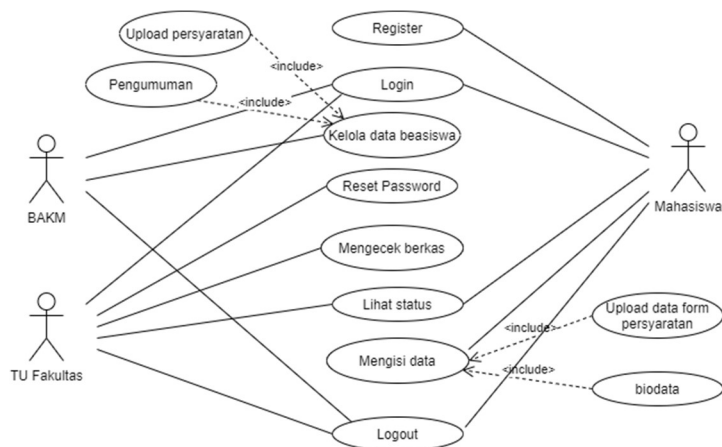 Upload persyaratan
Register
<include>
Pengumuman
<include>
Login
Kelola data beasiswa
BAKM
Mahasiswa
Reset Password
Mengecek berkas
Lihat status
TU Fakultas
<include>
Upload data form
persyaratan
Mengisi data
<include>
biodata
Logout